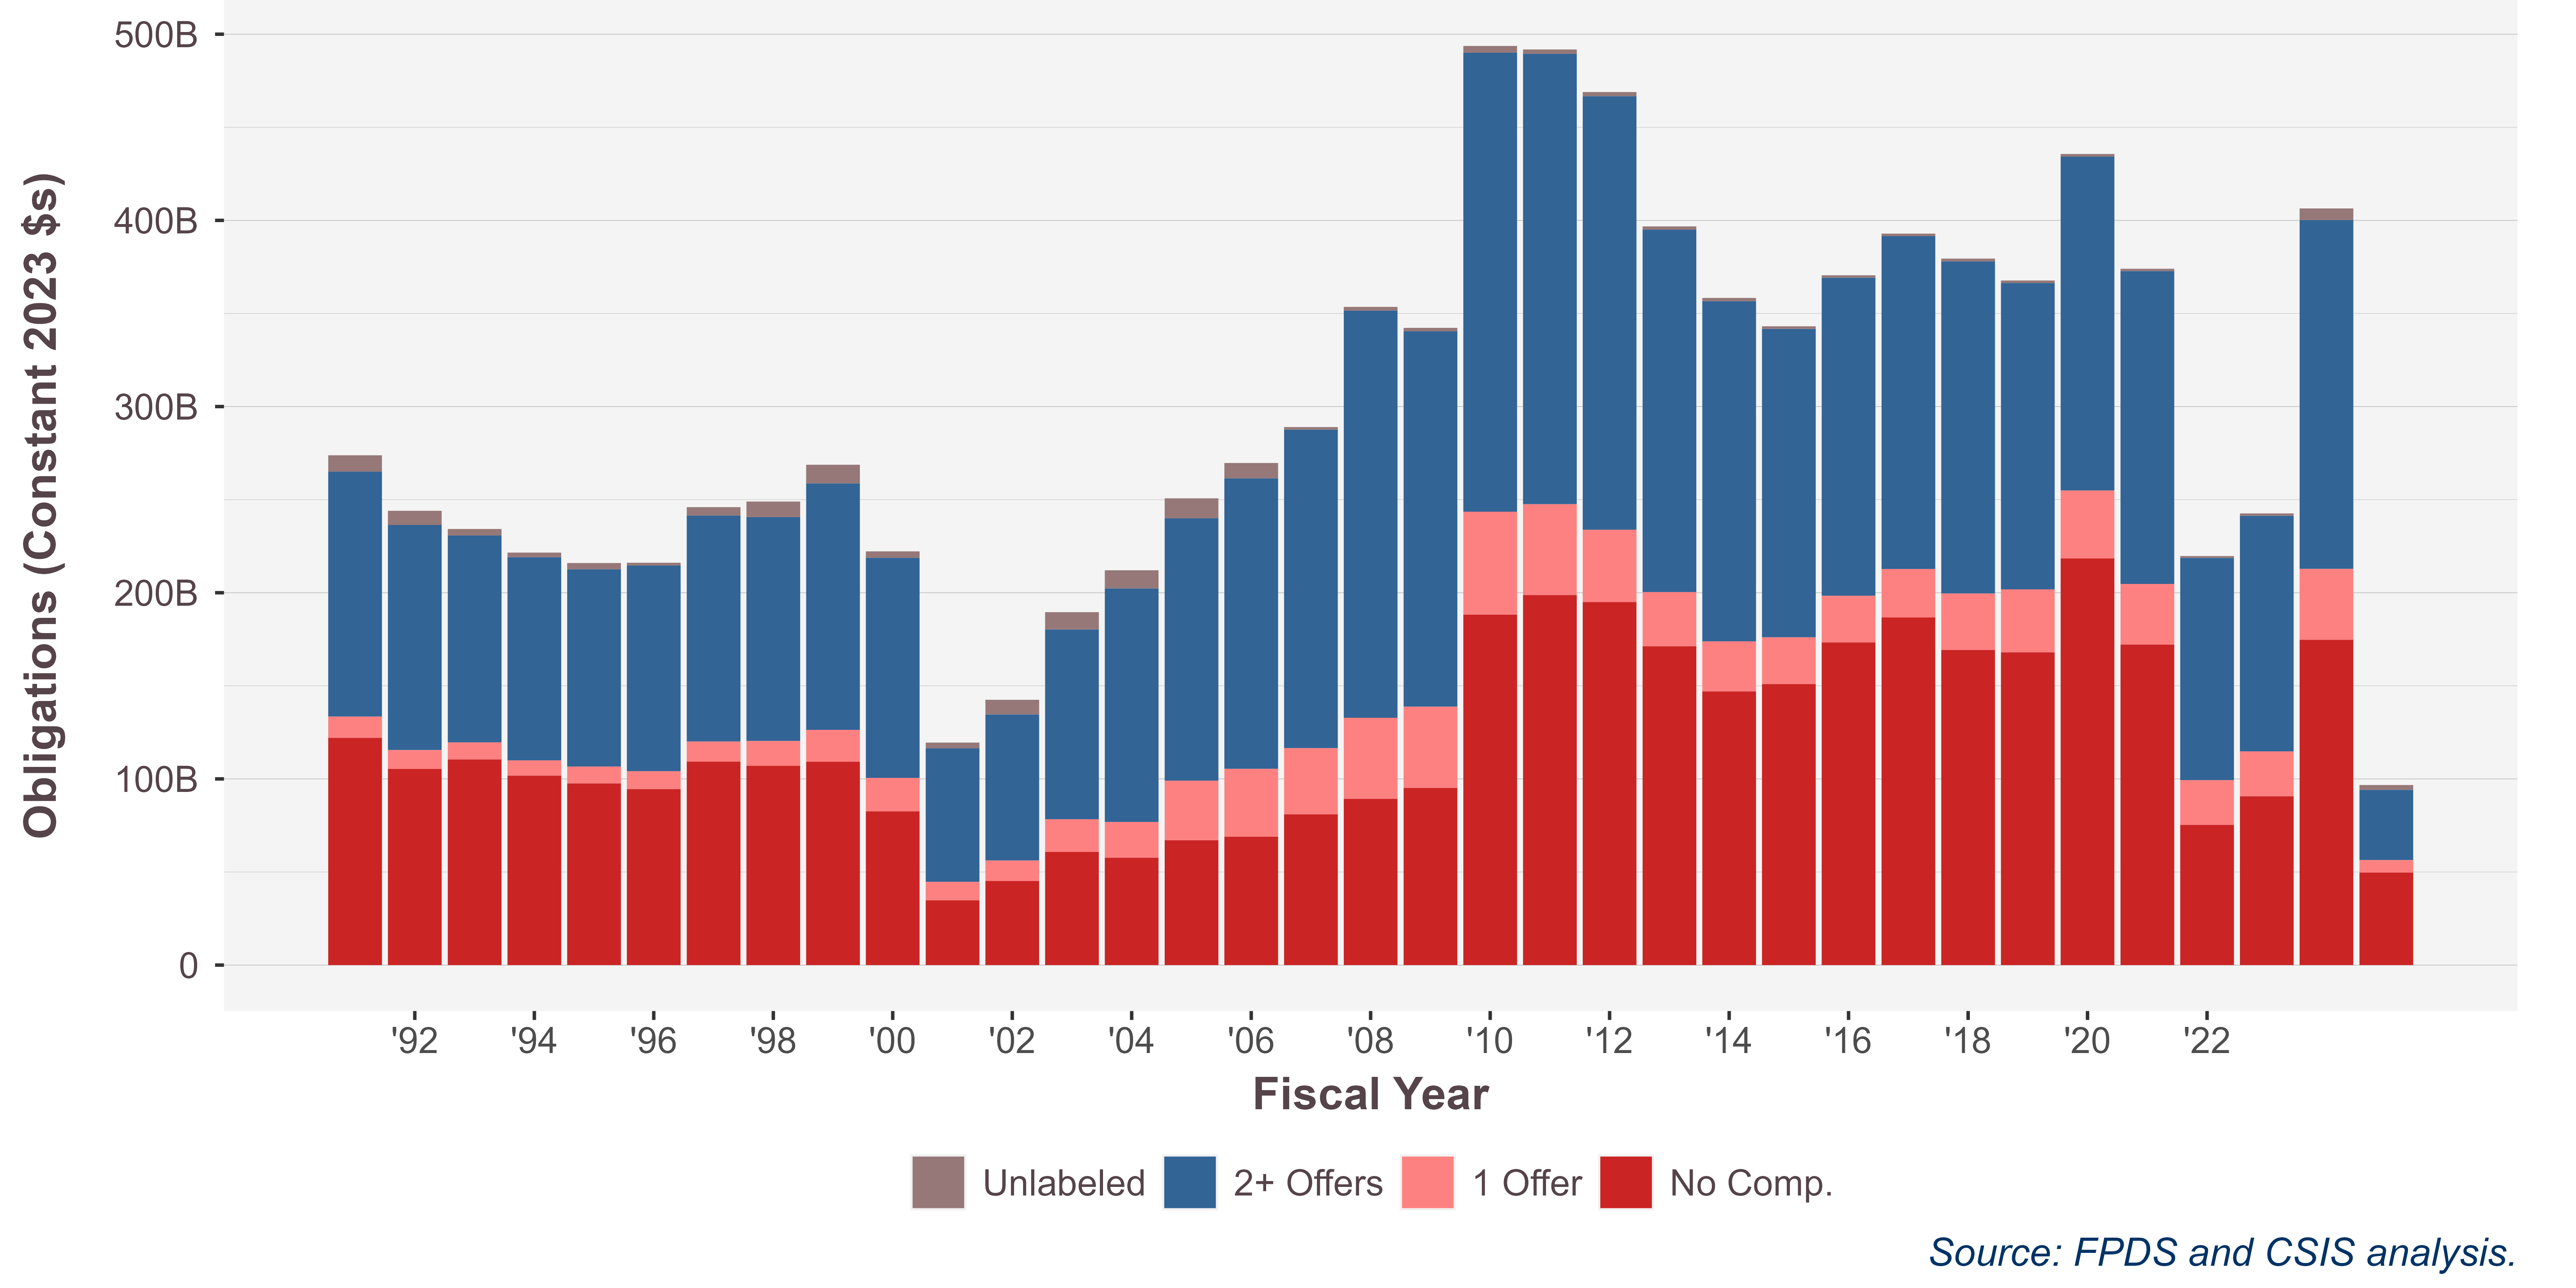 Obligations (Constant 2023 $s)
500B
400B
300B
200B
100B
0
'92 '94 '96 '98 '00 '02 '04 '06 '08 '10 '12 '14 '16 '18 '20 '22
Fiscal Year
Unlabeled 2+ Offers 1 Offer No Comp.
Source: FPDS and CSIS analysis.